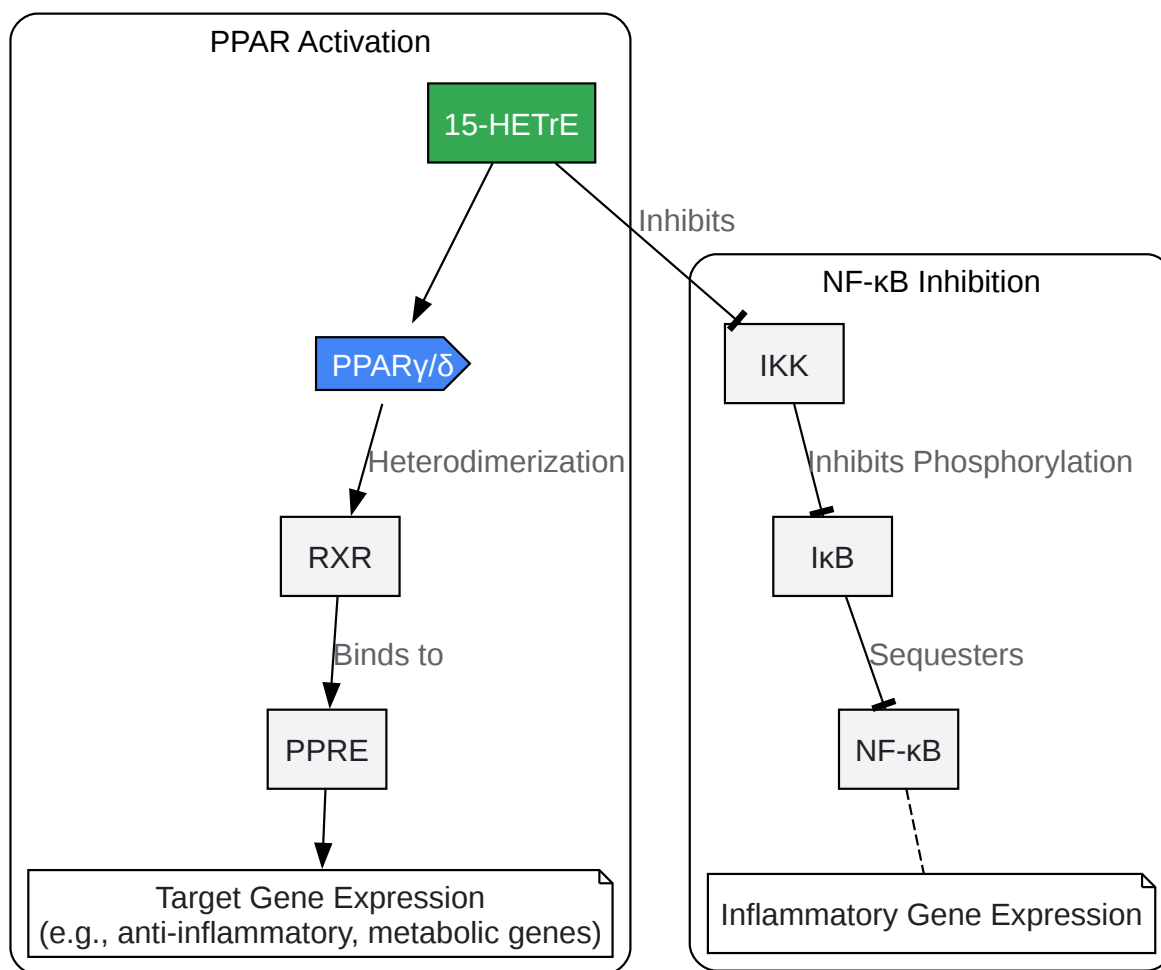 PPAR Activation
15-HETrE
Inhibits
NF-κB Inhibition
PPARγ/δ
IKK
Heterodimerization
Inhibits Phosphorylation
RXR
IκB
Binds to
Sequesters
PPRE
NF-κB
Target Gene Expression
(e.g., anti-inflammatory, metabolic genes)
Inflammatory Gene Expression